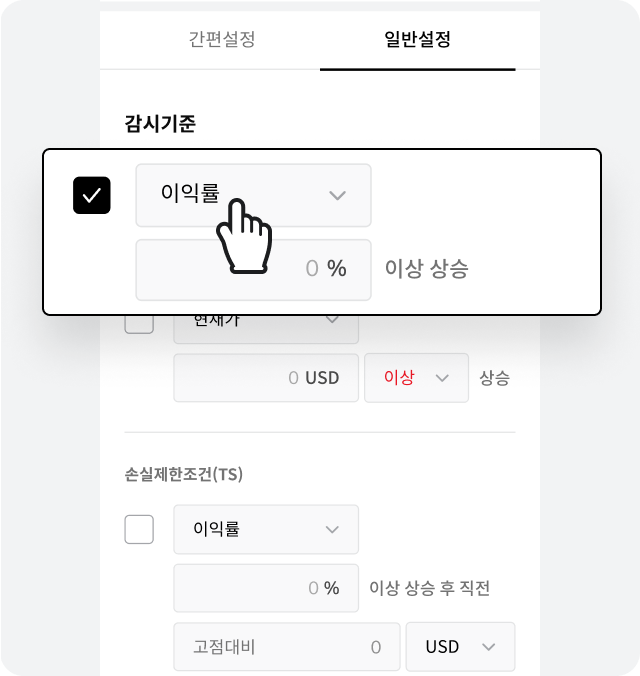 간편설정 일반설정
감시기준
이익률
0 % 이상 상승
현재가
0 USD 이상 상승
손실제한조건(TS)
이익률
0 % 이상 상승 후 직전
고점대비 0 USD